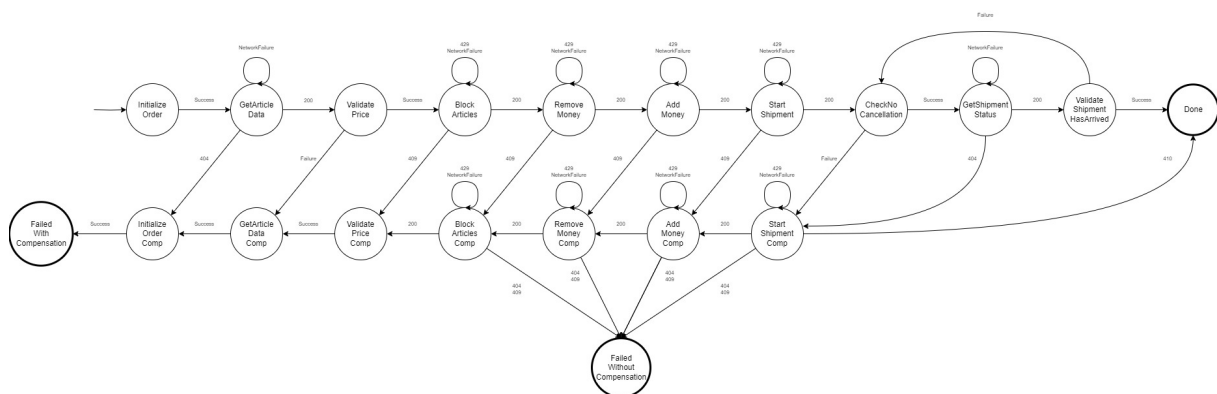 Failure
NetworkFailure
429
NetworkFailure
429
NetworkFailure
429
NetworkFailure
429
NetworkFailure
NetworkFailure
Initialize
Order
Success
GetArticle
Data
200
Validate
Price
Success
Block
Articles
200
Remove
Money
200
Add
Money
200
Start
Shipment
200
CheckNo
Cancellation
Success
GetShipment
Status
200
Validate
Shipment
HasArrived
Success
Done
404
Failure
409
409
409
409
Failure
404
410
429
NetworkFailure
429
NetworkFailure
429
NetworkFailure
429
NetworkFailure
Failed
With
Compensation
Success
Initialize
Order
Comp
Success
GetArticle
Data
Comp
Success
Validate
Price
Comp
200
Block
Articles
Comp
200
Remove
Money
Comp
200
Add
Money
Comp
200
Start
Shipment
Comp
404
409
404
409
404
409
404
409
Failed
Without
Compensation